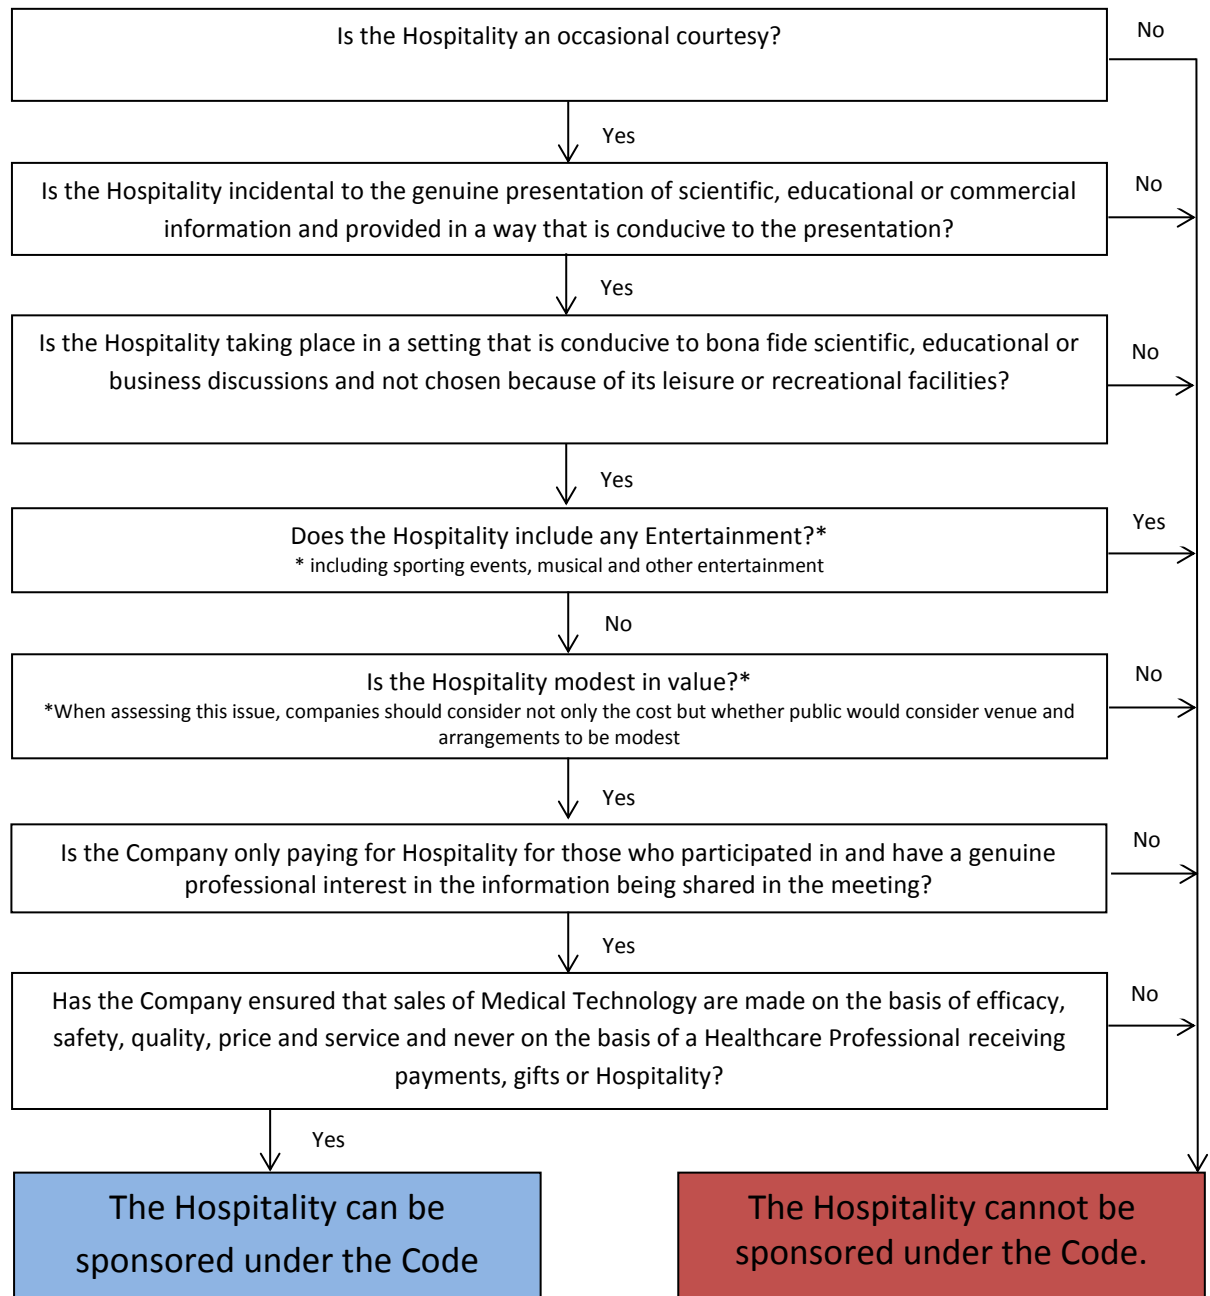 Is the Hospitality an occasional courtesy?
No
Yes
Is the Hospitality incidental to the genuine presentation of scientific, educational or commercial
information and provided in a way that is conducive to the presentation?
No
Yes
Is the Hospitality taking place in a setting that is conducive to bona fide scientific, educational or
business discussions and not chosen because of its leisure or recreational facilities?
No
Yes
Does the Hospitality include any Entertainment?*
* including sporting events, musical and other entertainment
Yes
No
Is the Hospitality modest in value?*
*When assessing this issue, companies should consider not only the cost but whether public would consider venue and
arrangements to be modest
No
Yes
Is the Company only paying for Hospitality for those who participated in and have a genuine
professional interest in the information being shared in the meeting?
No
Yes
Has the Company ensured that sales of Medical Technology are made on the basis of efficacy,
safety, quality, price and service and never on the basis of a Healthcare Professional receiving
payments, gifts or Hospitality?
No
Yes
The Hospitality can be
sponsored under the Code
The Hospitality cannot be
sponsored under the Code.